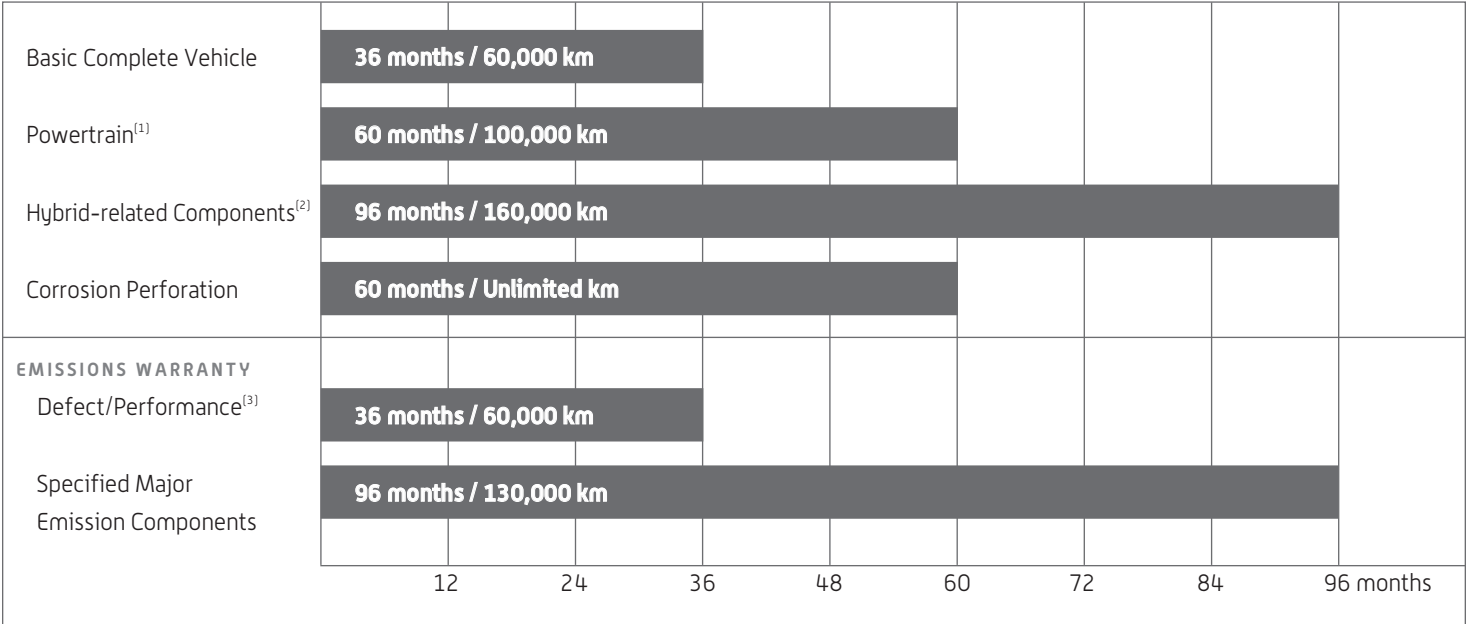 Basic Complete Vehicle
36 months / 60,000 km
Powertrain(1)
60 months / 100,000 km
Hybrid-related Components(2)
96 months / 160,000 km
Corrosion Perforation
60 months / Unlimited km
EMISSIONS WARRANTY
Defect/Performance(3)
36 months / 60,000 km
Specified Major
Emission Components
96 months / 130,000 km
12 24 36 48 60 72 84 96 months